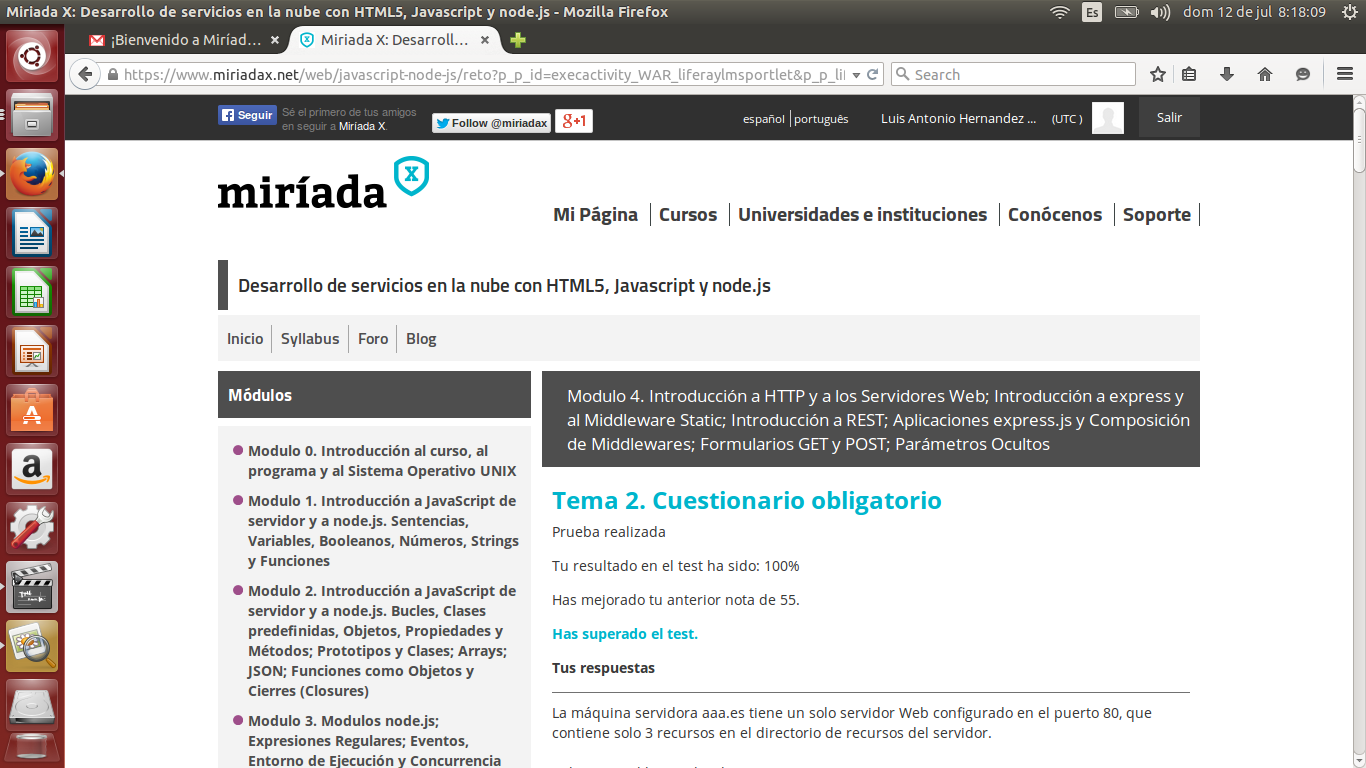 Miriada X: Desarrollo de servicios en la nube con HTML5, Javascript y node.js - Mozilla Firefox
Es
dom 12 de jul 8:18:09
¡Bienvenido a Miríad...
Miriada X: Desarroll...
https://www.miriadax.net/web/javascript-node-js/reto?p_p_id=execactivity_WAR_liferaylmsportlet&p_p_li
Search
Seguir
Sé el primero de tus amigos
en seguir a Miríada X.
Follow @miriadax
g+1
español
português
Luis Antonio Hernandez ...
(UTC )
Salir
miríada x
Mi Página
Cursos
Universidades e instituciones
Conócenos
Soporte
Desarrollo de servicios en la nube con HTML5, Javascript y node.js
Inicio
Syllabus
Foro
Blog
Módulos
Modulo 0. Introducción al curso, al
programa y al Sistema Operativo UNIX
Modulo 1. Introducción a JavaScript de
servidor y a node.js. Sentencias,
Variables, Booleanos, Números, Strings
y Funciones
Modulo 2. Introducción a JavaScript de
servidor y a node.js. Bucles, Clases
predefinidas, Objetos, Propiedades y
Métodos; Prototipos y Clases; Arrays;
JSON; Funciones como Objetos y
Cierres (Closures)
Modulo 3. Modulos node.js;
Expresiones Regulares; Eventos,
Entorno de Ejecución y Concurrencia
Modulo 4. Introducción a HTTP y a los Servidores Web; Introducción a express y
al Middleware Static; Introducción a REST; Aplicaciones express.js y Composición
de Middlewares; Formularios GET y POST; Parámetros Ocultos
Tema 2. Cuestionario obligatorio
Prueba realizada
Tu resultado en el test ha sido: 100%
Has mejorado tu anterior nota de 55.
Has superado el test.
Tus respuestas
La máquina servidora aaa.es tiene un solo servidor Web configurado en el puerto 80, que
contiene solo 3 recursos en el directorio de recursos del servidor.